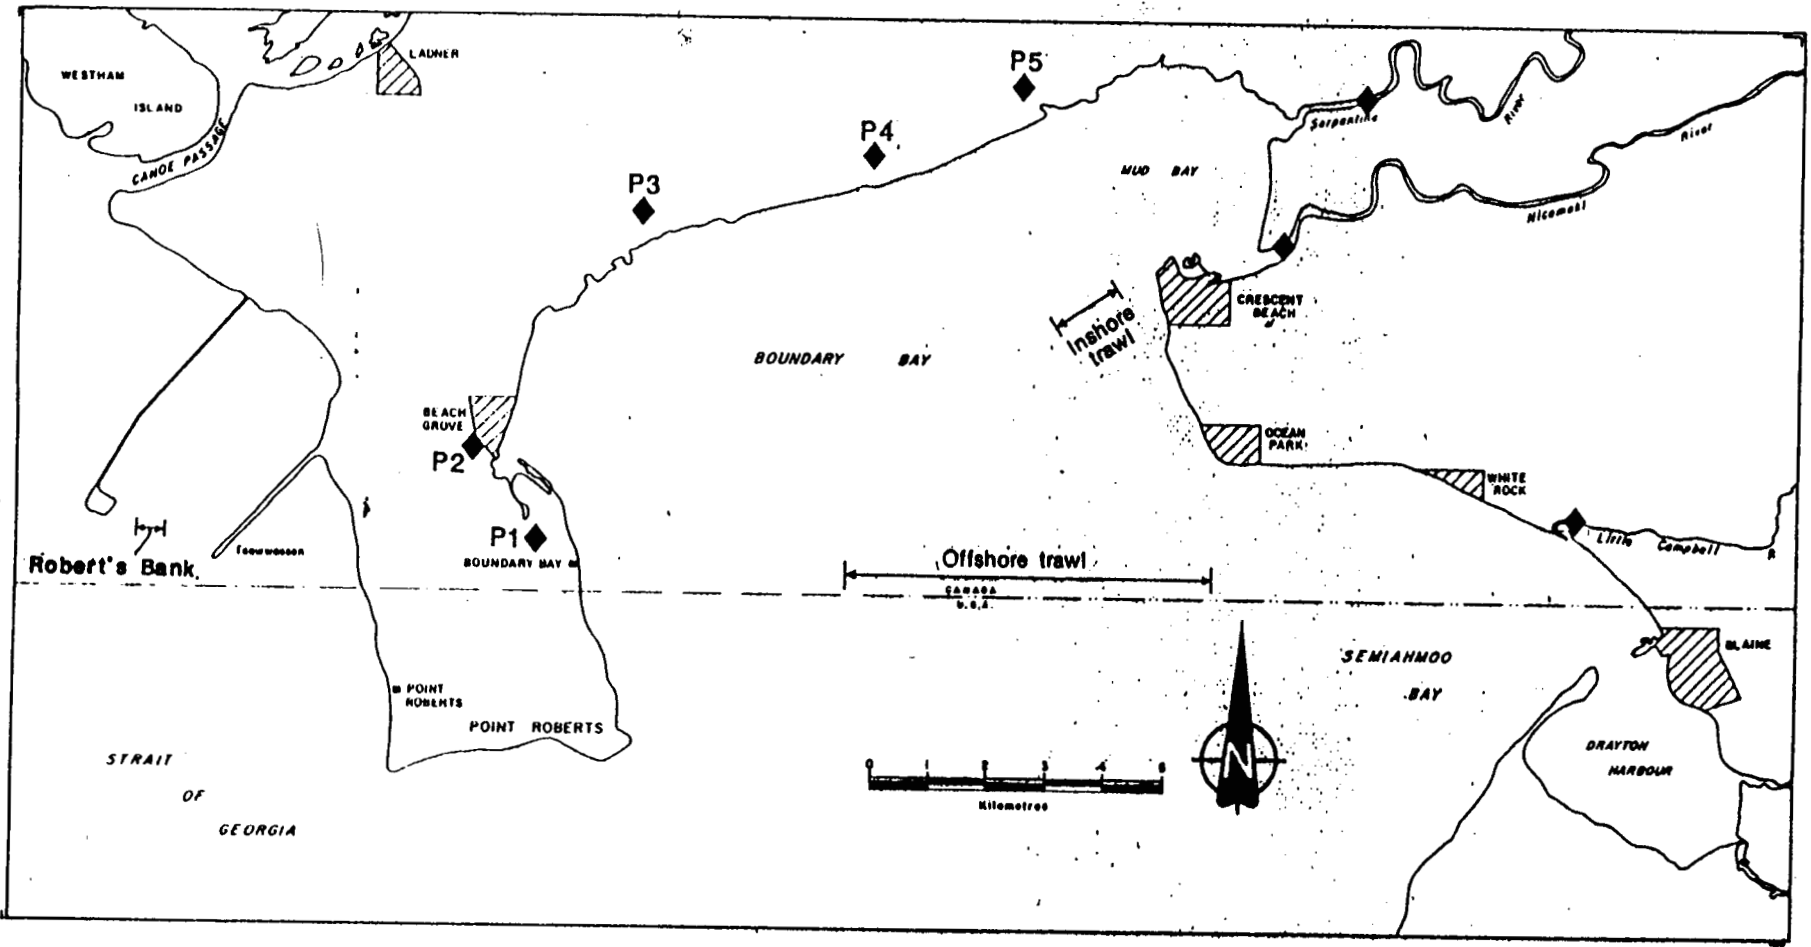 LADNER
WESTHAM
ISLAND
CANOE PASSAGE
P5
P4
P3
Serpentine
River
River
Nicomekl
MUD BAY
CRESCENT
BEACH
Inshore
trawl
BOUNDARY BAY
BEACH
GROVE
P2
OCEAN
PARK
WHITE
ROCK
P1
BOUNDARY BAY
Tsawwassen
Robert's Bank
Little Campbell R
Offshore trawl
CANADA
U.S.A.
BLAINE
SEMIAHMOO
BAY
POINT
ROBERTS
POINT ROBERTS
STRAIT
OF
GEORGIA
DRAYTON
HARBOUR
0 1 2 3 4 5
Kilometres
N